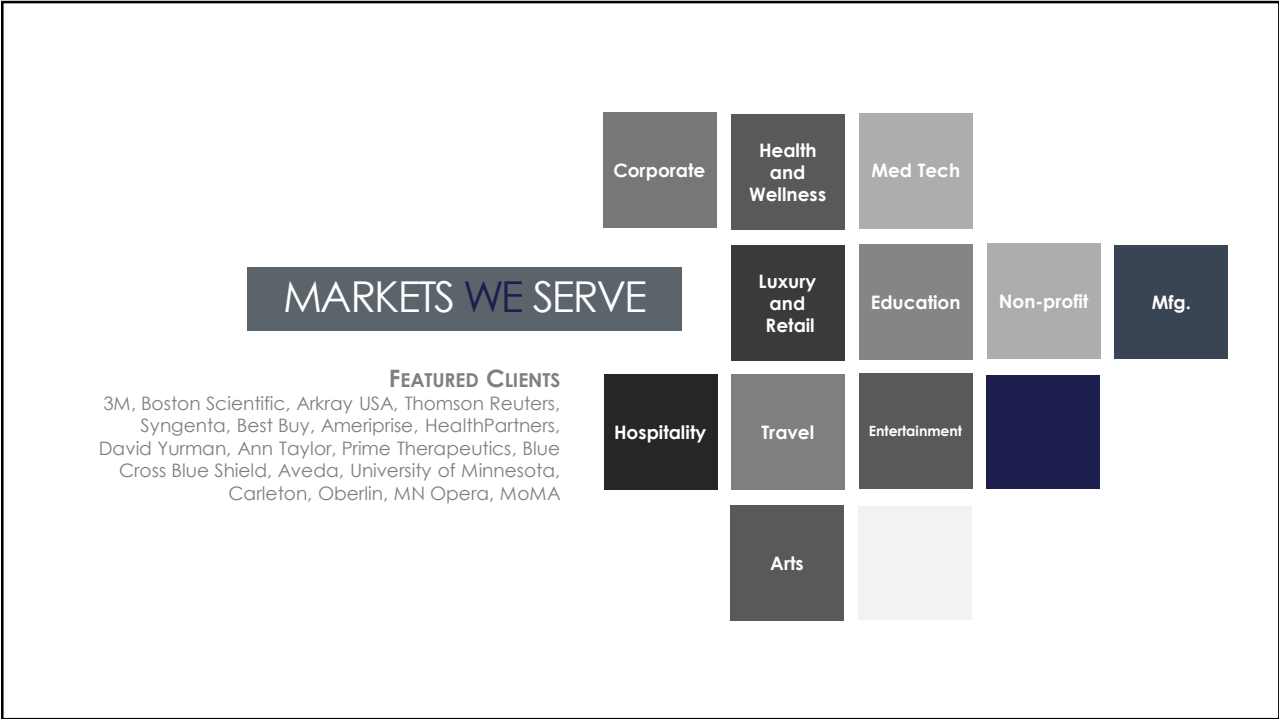 MARKETS WE SERVE
FEATURED CLIENTS
3M, Boston Scientific, Arkray USA, Thomson Reuters,
Syngenta, Best Buy, Ameriprise, HealthPartners,
David Yurman, Ann Taylor, Prime Therapeutics, Blue
Cross Blue Shield, Aveda, University of Minnesota,
Carleton, Oberlin, MN Opera, MoMA
Corporate
Health
and
Wellness
Med Tech
Luxury
and
Retail
Education
Non-profit
Mfg.
Hospitality
Travel
Entertainment
Arts